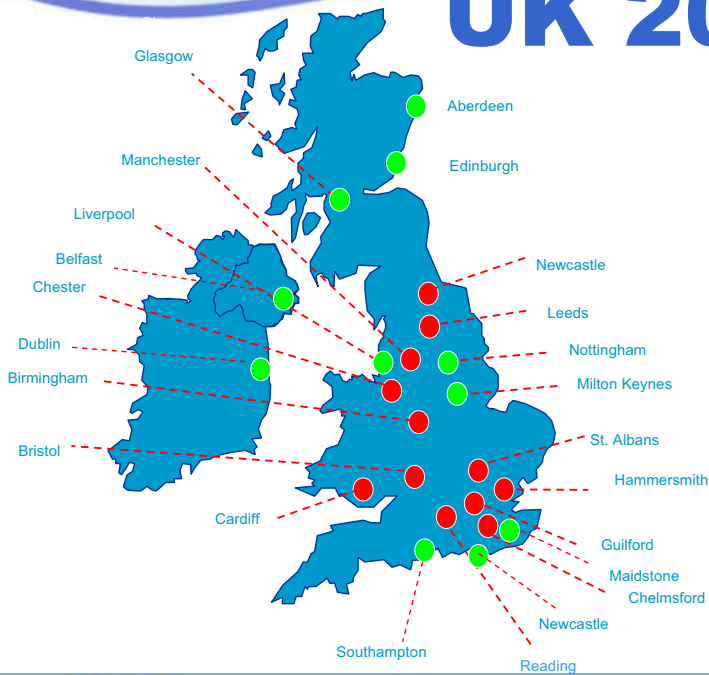 UK 20
Glasgow
Aberdeen
Manchester
Edinburgh
Liverpool
Belfast
Newcastle
Chester
Leeds
Dublin
Nottingham
Birmingham
Milton Keynes
St. Albans
Bristol
Hammersmith
Cardiff
Guilford
Maidstone
Chelmsford
Newcastle
Southampton
Reading